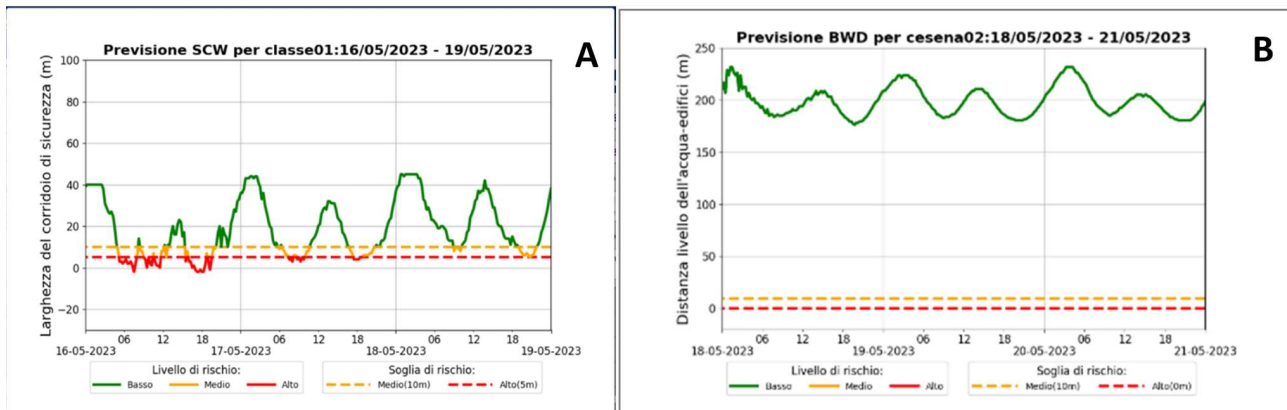 Previsione SCW per classe01:16/05/2023 - 19/05/2023
A
Larghezza del corridoio di sicurezza (m)
100
80
60
40
20
0
−20
06
12
18
06
12
18
06
12
18
16-05-2023
17-05-2023
18-05-2023
19-05-2023
Livello di rischio:
Basso
Medio
Alto
Soglia di rischio:
Medio(10m)
Alto(5m)
Previsione BWD per cesena02:18/05/2023 - 21/05/2023
B
Distanza livello dell'acqua-edifici (m)
250
200
150
100
50
0
06
12
18
06
12
18
06
12
18
18-05-2023
19-05-2023
20-05-2023
21-05-2023
Livello di rischio:
Basso
Medio
Alto
Soglia di rischio:
Medio(10m)
Alto(0m)